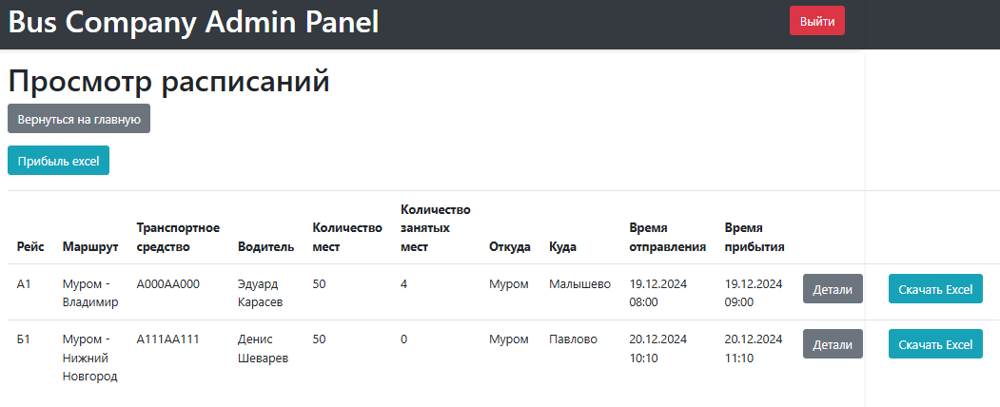 Bus Company Admin Panel
Выйти
Просмотр расписаний
Вернуться на главную
Прибыль excel
Рейс
Маршрут
Транспортное
средство
Водитель
Количество
мест
Количество
занятых
мест
Откуда
Куда
Время
отправления
Время
прибытия
А1
Муром -
Владимир
А000АА000
Эдуард
Карасев
50
4
Муром
Малышево
19.12.2024
08:00
19.12.2024
09:00
Детали
Скачать Excel
Б1
Муром -
Нижний
Новгород
А111АА111
Денис
Шеварев
50
0
Муром
Павлово
20.12.2024
10:10
20.12.2024
11:10
Детали
Скачать Excel